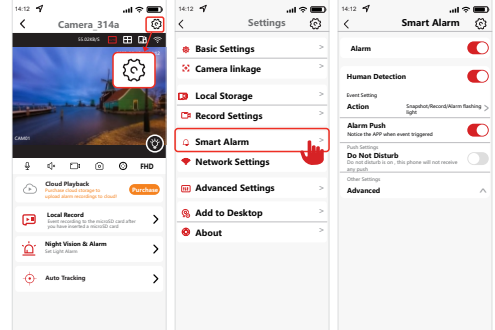 14:12
Camera_314a
55.02KB/S
CAM01
FHD
Cloud Playback
Purchase cloud storage to
upload alarm recordings to cloud!
Purchase
Local Record
Event recording to the microSD card after
you have inserted a microSD card
Night Vision & Alarm
Set Light Alarm
Auto Tracking
14:12
Settings
Basic Settings
Camera linkage
Local Storage
Record Settings
Smart Alarm
Network Settings
Advanced Settings
Add to Desktop
About
14:12
Smart Alarm
Alarm
Human Detection
Event Setting
Action
Snapshot/Record/Alarm flashing
light
Alarm Push
Notice the APP when event triggered
Push Settings
Do Not Disturb
Do not disturb is on , this phone will not receive
any push
Other Settings
Advanced